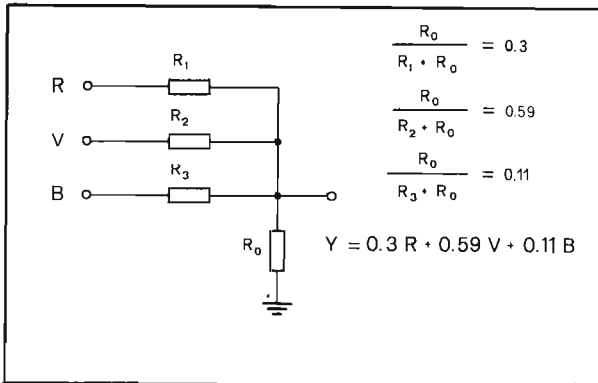 R₁
R
R₂
V
R₃
B
R₀
R₀ / R₁ + R₀ = 0.3
R₀ / R₂ + R₀ = 0.59
R₀ / R₃ + R₀ = 0.11
Y = 0.3 R + 0.59 V + 0.11 B